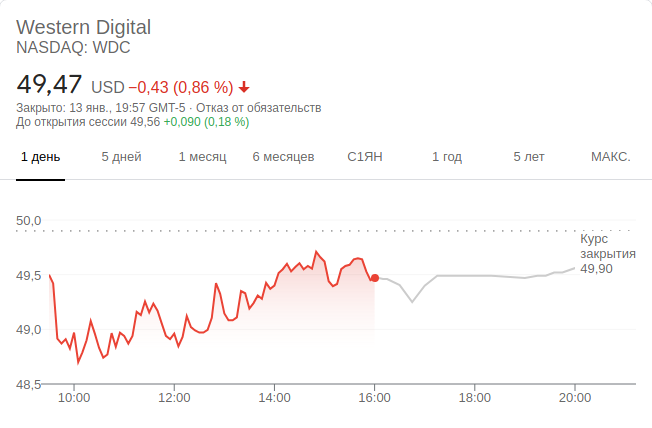 Western Digital
NASDAQ: WDC
49,47 USD −0,43 (0,86 %)
Закрыто: 13 янв., 19:57 GMT-5 · Отказ от обязательств
До открытия сессии 49,56 +0,090 (0,18 %)
1 день 5 дней 1 месяц 6 месяцев С1ЯН 1 год 5 лет МАКС.
50,0
Курс
закрытия
49,90
49,5
49,0
48,5
10:00 12:00 14:00 16:00 18:00 20:00